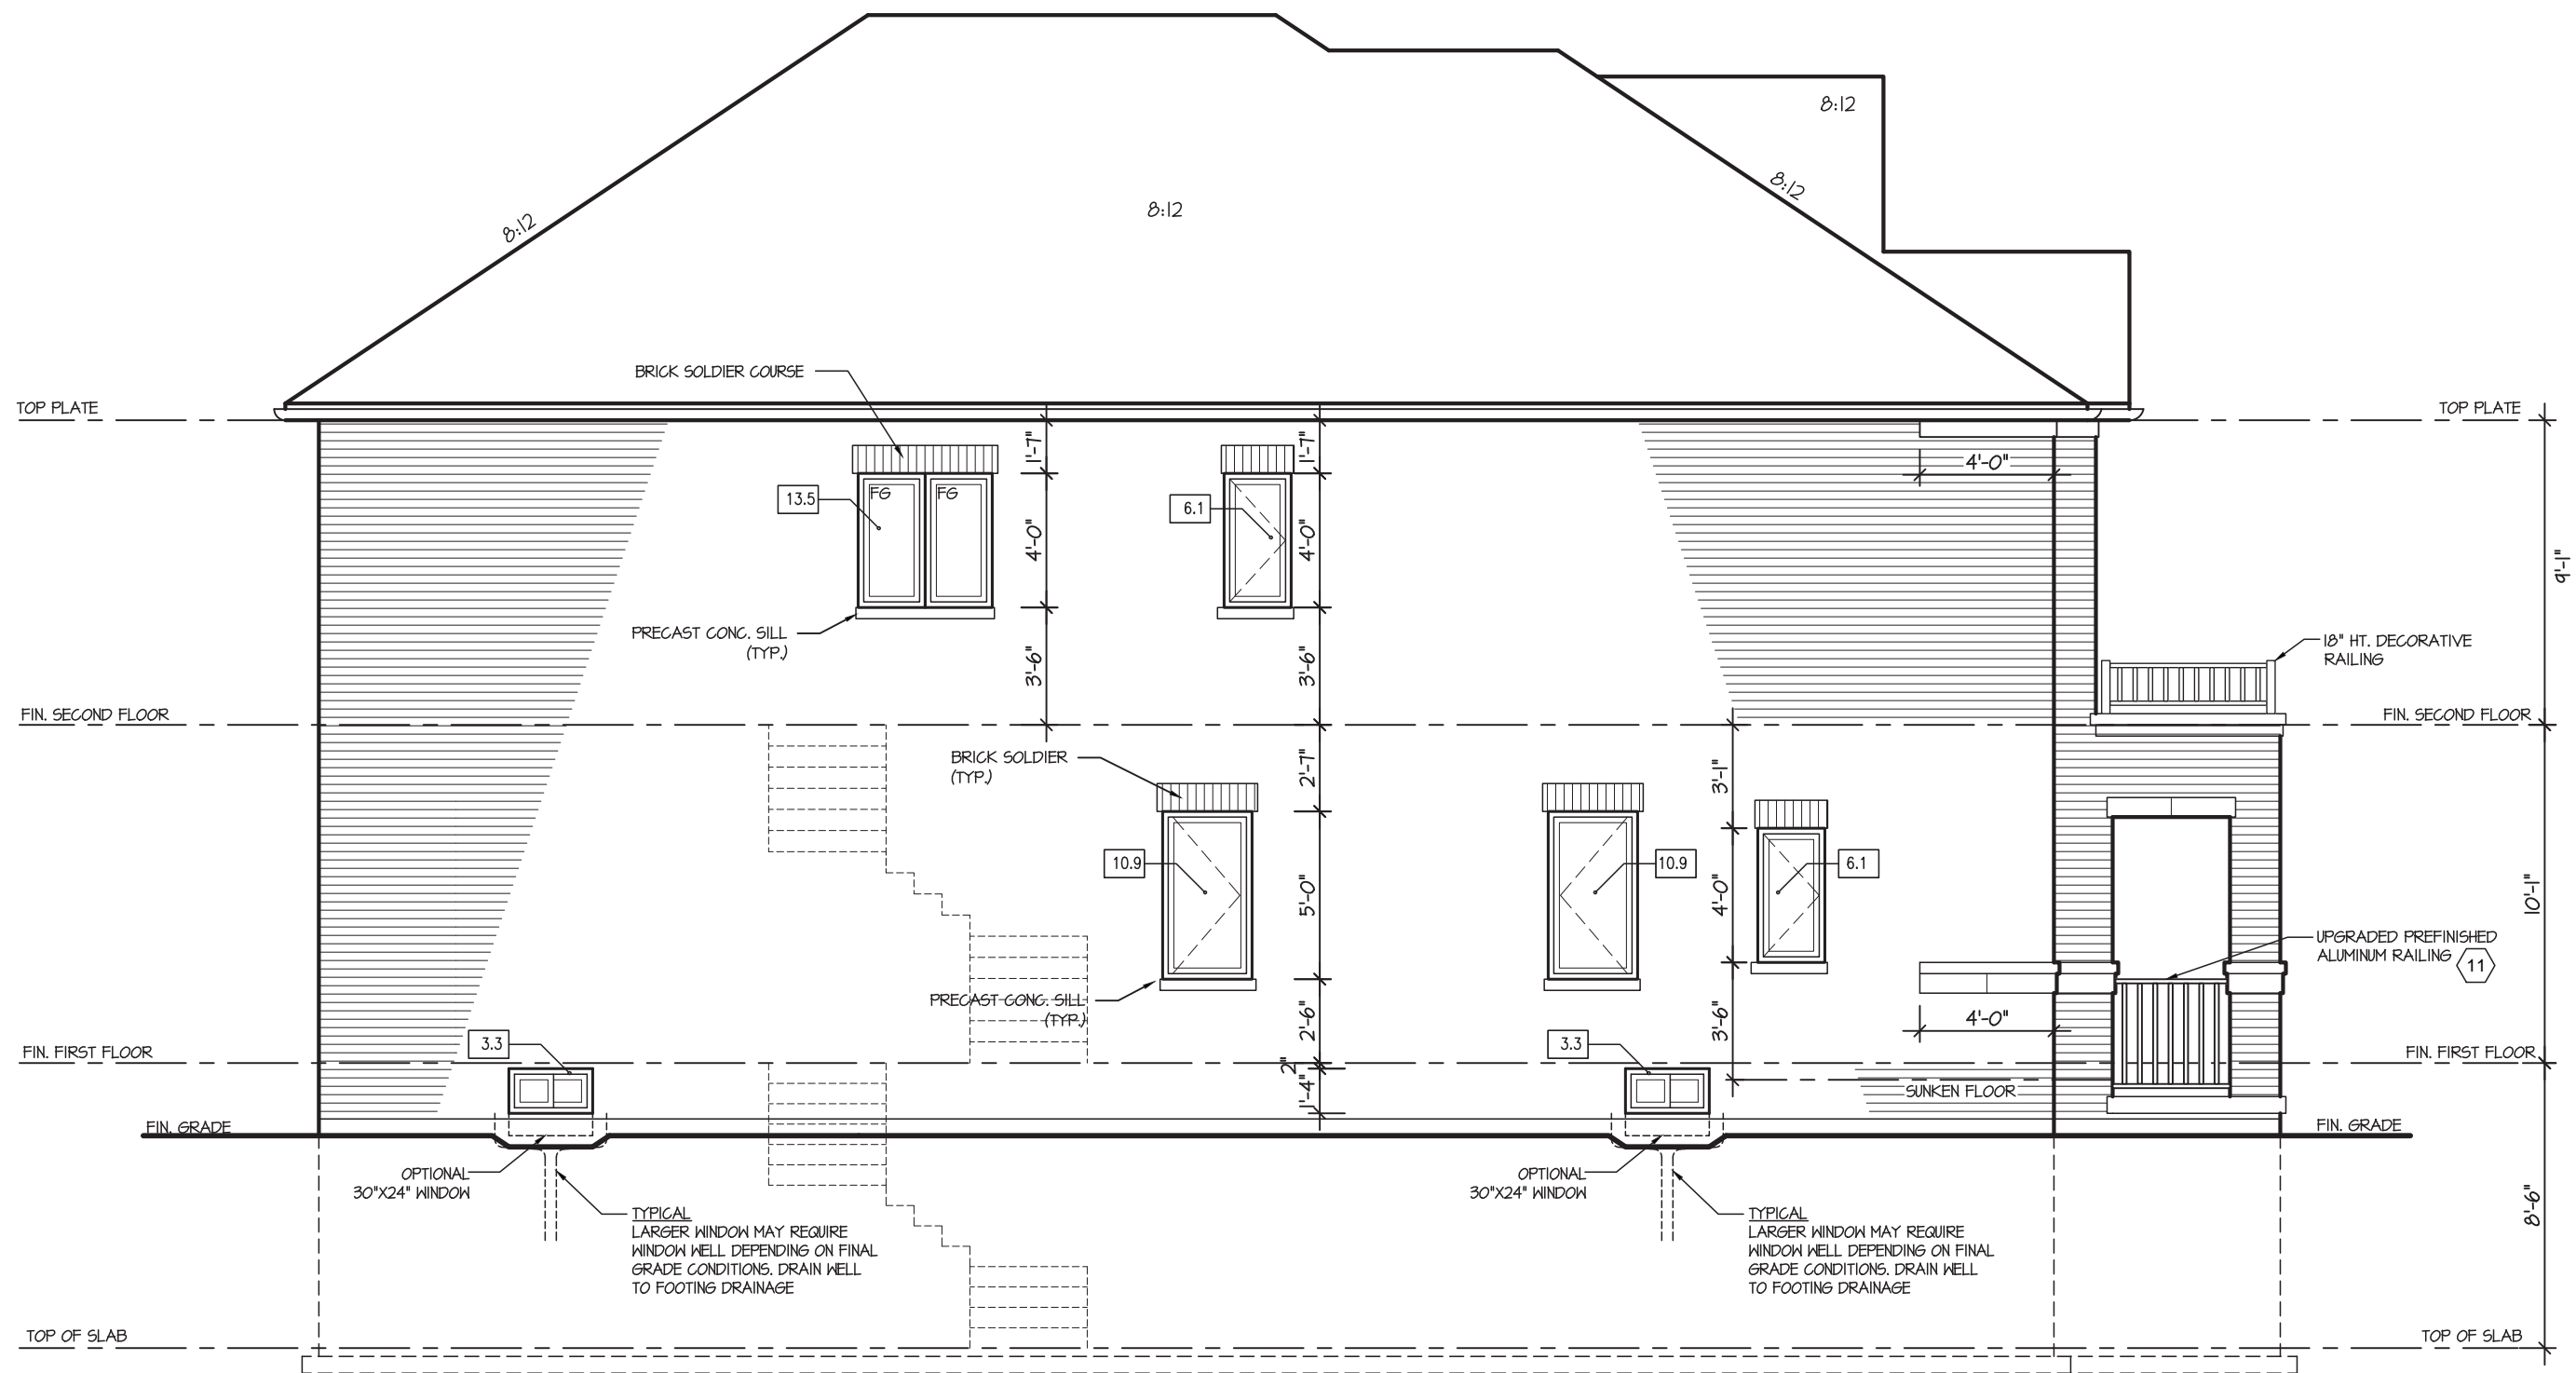 8:12
8:12
8:12
8:12
BRICK SOLDIER COURSE
TOP PLATE
TOP PLATE
1'-7"
1'-7"
4'-0"
13.5
FG
FG
6.1
4'-0"
4'-0"
9'-1"
PRECAST CONC. SILL
(TYP.)
3'-6"
3'-6"
18" HT. DECORATIVE
RAILING
FIN. SECOND FLOOR
FIN. SECOND FLOOR
BRICK SOLDIER
(TYP.)
2'-7"
3'-1"
10.9
10.9
6.1
5'-0"
4'-0"
10'-1"
UPGRADED PREFINISHED
ALUMINUM RAILING
11
PRECAST CONC. SILL
(TYP.)
2'-6"
3'-6"
4'-0"
3.3
3.3
FIN. FIRST FLOOR
FIN. FIRST FLOOR
2"
1'-4"
SUNKEN FLOOR
FIN. GRADE
FIN. GRADE
OPTIONAL
30"X24" WINDOW
OPTIONAL
30"X24" WINDOW
8'-6"
TYPICAL
LARGER WINDOW MAY REQUIRE
WINDOW WELL DEPENDING ON FINAL
GRADE CONDITIONS. DRAIN WELL
TO FOOTING DRAINAGE
TYPICAL
LARGER WINDOW MAY REQUIRE
WINDOW WELL DEPENDING ON FINAL
GRADE CONDITIONS. DRAIN WELL
TO FOOTING DRAINAGE
TOP OF SLAB
TOP OF SLAB